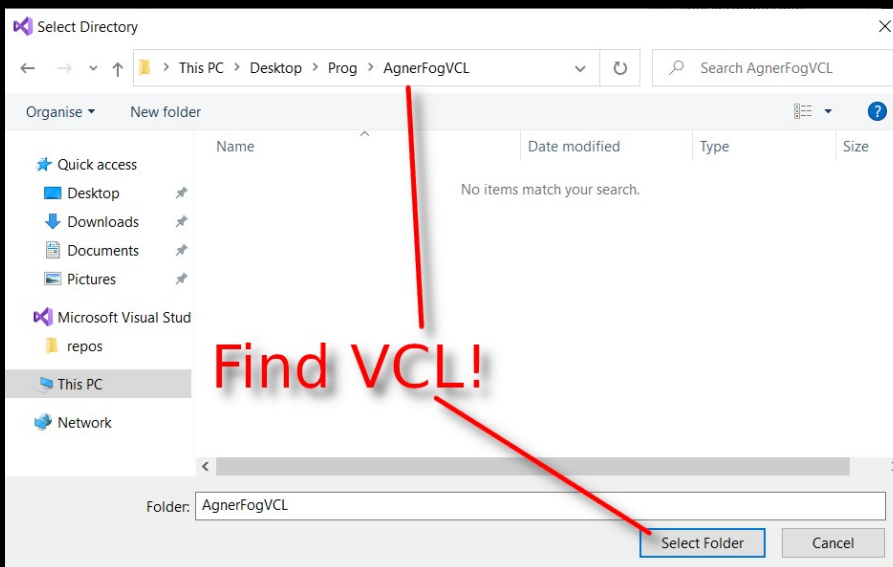 Select Directory
This PC > Desktop > Prog > AgnerFogVCL
Search AgnerFogVCL
Organise
New folder
Name
Date modified
Type
Size
No items match your search.
Quick access
Desktop
Downloads
Documents
Pictures
Microsoft Visual Stud
repos
This PC
Network
Find VCL!
Folder: AgnerFogVCL
Select Folder
Cancel